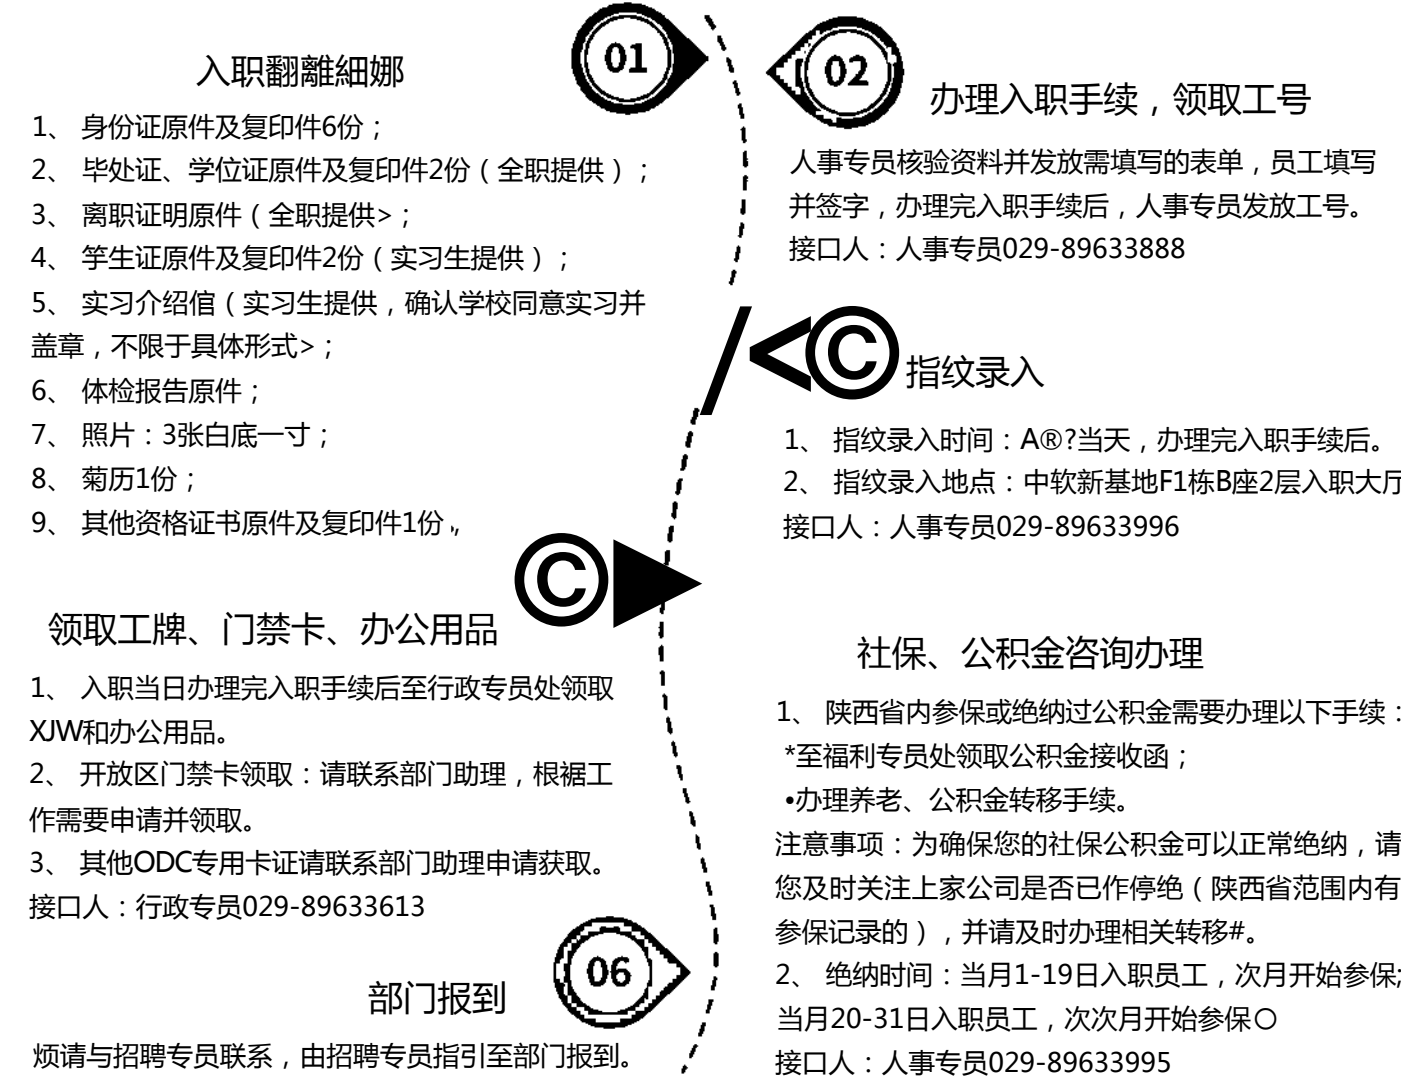 01
入职翻離細娜
1、 身份证原件及复印件6份；
2、 毕处证、学位证原件及复印件2份（全职提供）；
3、 离职证明原件（全职提供>；
4、 学生证原件及复印件2份（实习生提供）；
5、 实习介绍倌（实习生提供，确认学校同意实习并
盖章，不限于具体形式>；
6、 体检报告原件；
7、 照片：3张白底一寸；
8、 菊历1份；
9、 其他资格证书原件及复印件1份 ,,
02
办理入职手续，领取工号
人事专员核验资料并发放需填写的表单，员工填写
并签字，办理完入职手续后，人事专员发放工号。
接口人：人事专员029-89633888
/<©
指纹录入
1、 指纹录入时间：A®?当天，办理完入职手续后。
2、 指纹录入地点：中软新基地F1栋B座2层入职大厅
接口人：人事专员029-89633996
©▶
领取工牌、门禁卡、办公用品
1、 入职当日办理完入职手续后至行政专员处领取
XJW和办公用品。
2、 开放区门禁卡领取：请联系部门助理，根裾工
作需要申请并领取。
3、 其他ODC专用卡证请联系部门助理申请获取。
接口人：行政专员029-89633613
社保、公积金咨询办理
1、 陕西省内参保或绝纳过公积金需要办理以下手续：
*至福利专员处领取公积金接收函；
•办理养老、公积金转移手续。
注意事项：为确保您的社保公积金可以正常绝纳，请
您及时关注上家公司是否已作停绝（陕西省范围内有
参保记录的），并请及时办理相关转移#。
2、 绝纳时间：当月1-19日入职员工，次月开始参保;
当月20-31日入职员工，次次月开始参保〇
接口人：人事专员029-89633995
06
部门报到
烦请与招聘专员联系，由招聘专员指引至部门报到。